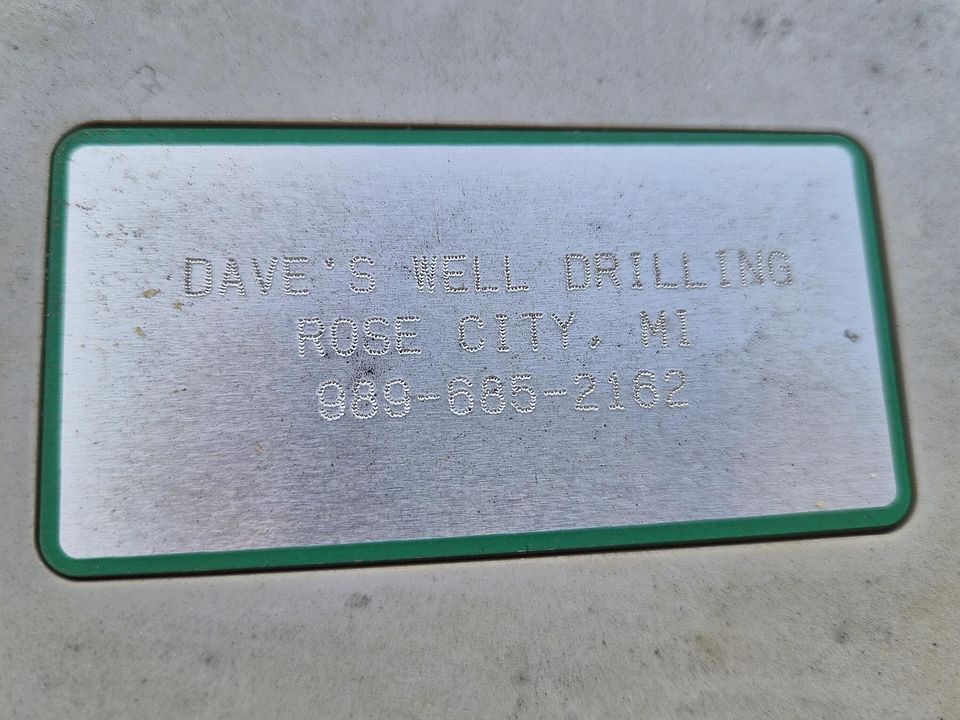 DAVE'S WELL DRILLING
ROSE CITY, MI
989-685-2162